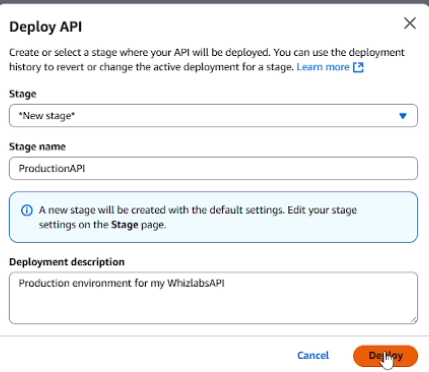 Deploy API
Create or select a stage where your API will be deployed. You can use the deployment
history to revert or change the active deployment for a stage. Learn more
Stage
*New stage*
Stage name
ProductionAPI
A new stage will be created with the default settings. Edit your stage
settings on the Stage page.
Deployment description
Production environment for my WhizlabsAPI
Cancel
Deploy